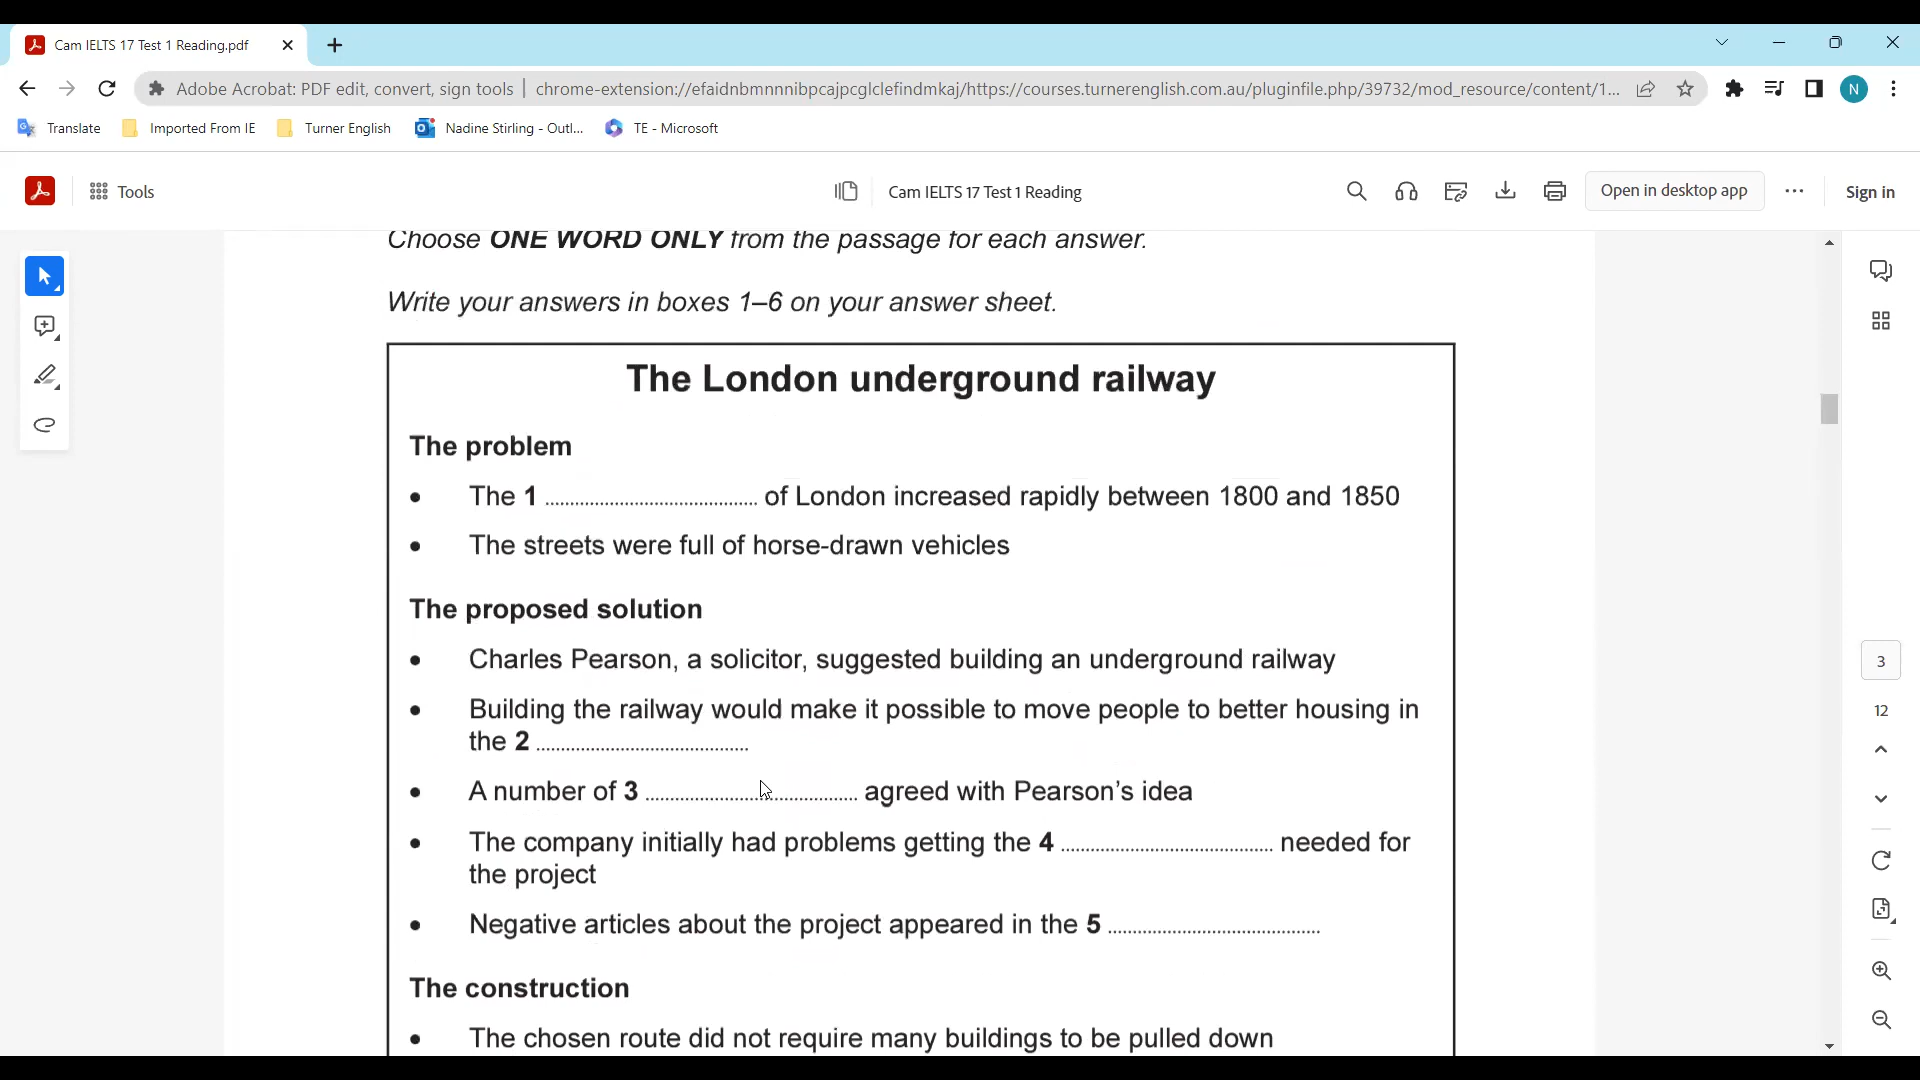 Cam IELTS 17 Test 1 Reading.pdf
Adobe Acrobat: PDF edit, convert, sign tools | chrome-extension://efaidnbmnnnibpcajpcglclefindmkaj/https://courses.turnerenglish.com.au/pluginfile.php/39732/mod_resource/content/1...
N
Translate Imported From IE Turner English Nadine Stirling - Outl... TE - Microsoft
Tools Cam IELTS 17 Test 1 Reading Open in desktop app Sign in
Choose ONE WORD ONLY from the passage for each answer.
Write your answers in boxes 1–6 on your answer sheet.
The London underground railway
The problem
• The 1 ........................................ of London increased rapidly between 1800 and 1850
• The streets were full of horse-drawn vehicles
The proposed solution
• Charles Pearson, a solicitor, suggested building an underground railway
• Building the railway would make it possible to move people to better housing in
the 2 ........................................
• A number of 3 ........................................ agreed with Pearson's idea
• The company initially had problems getting the 4 ........................................ needed for
the project
• Negative articles about the project appeared in the 5 ........................................
The construction
• The chosen route did not require many buildings to be pulled down
3
12